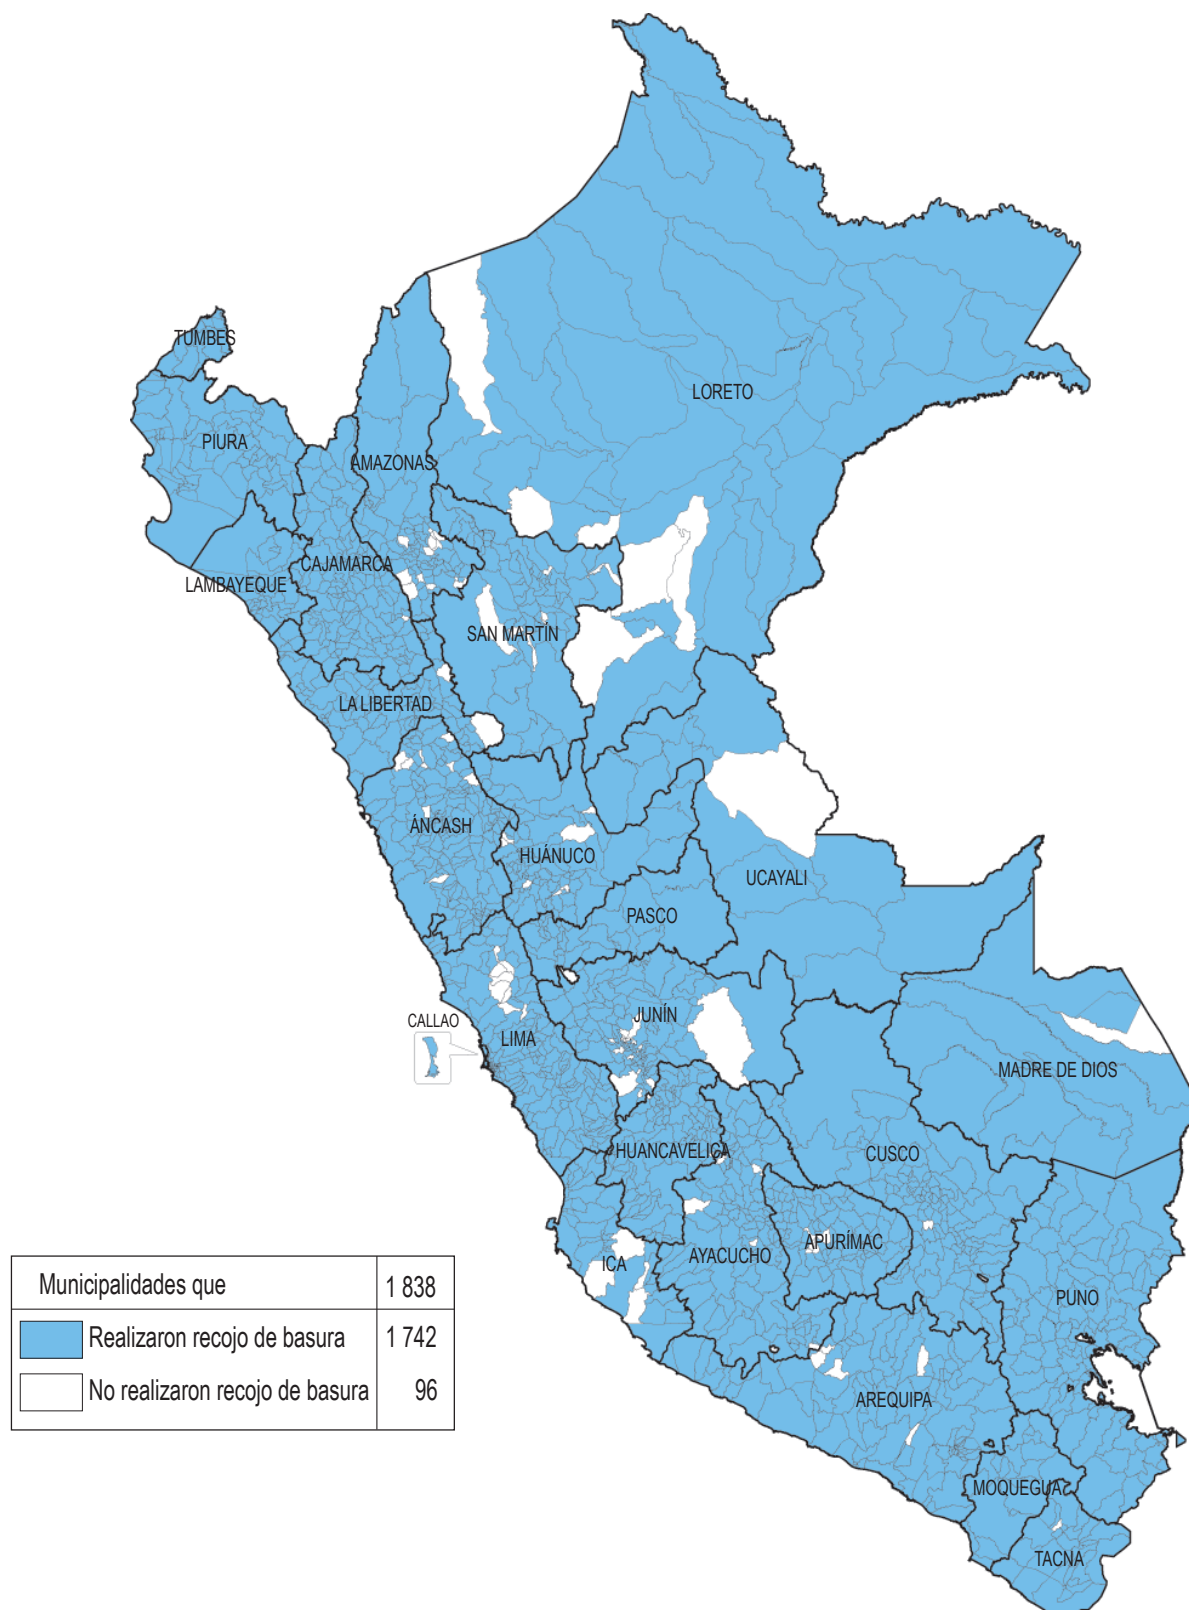 TUMBES
LORETO
PIURA
AMAZONAS
CAJAMARCA
LAMBAYEQUE
SAN MARTÍN
LA LIBERTAD
ÁNCASH
HUÁNUCO
UCAYALI
PASCO
CALLAO
JUNÍN
LIMA
MADRE DE DIOS
HUANCAVELICA
CUSCO
AYACUCHO
APURÍMAC
ICA
PUNO
AREQUIPA
MOQUEGUA
TACNA
Municipalidades que 1 838
Realizaron recojo de basura 1 742
No realizaron recojo de basura 96